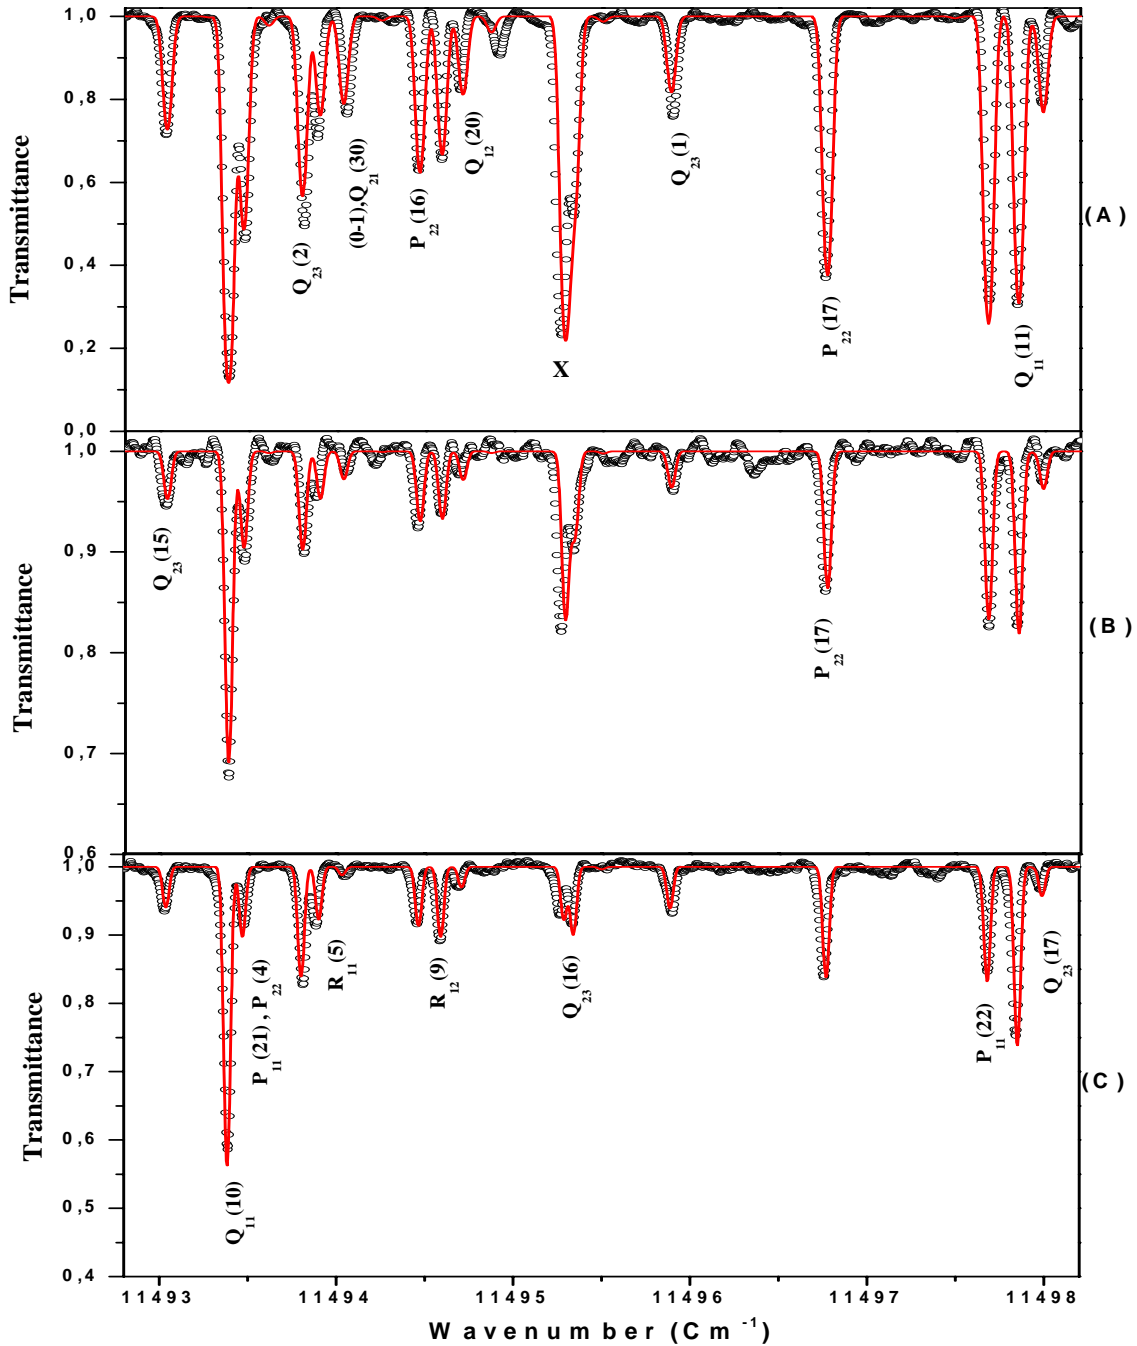 1,0
0,8
0,6
0,4
0,2
0,0
Transmittance
Q23(2)
(0-1),Q21(30)
P22(16)
Q12(20)
X
Q23(1)
P22(17)
Q11(11)
(A)
1,0
0,9
0,8
0,7
0,6
Transmittance
Q23(15)
P22(17)
(B)
1,0
0,9
0,8
0,7
0,6
0,5
0,4
Transmittance
Q11(10)
P11(21) , P22(4)
R11(5)
R12(9)
Q23(16)
P11(22)
Q23(17)
(C)
11493 11494 11495 11496 11497 11498
Wavenumber (Cm-1)